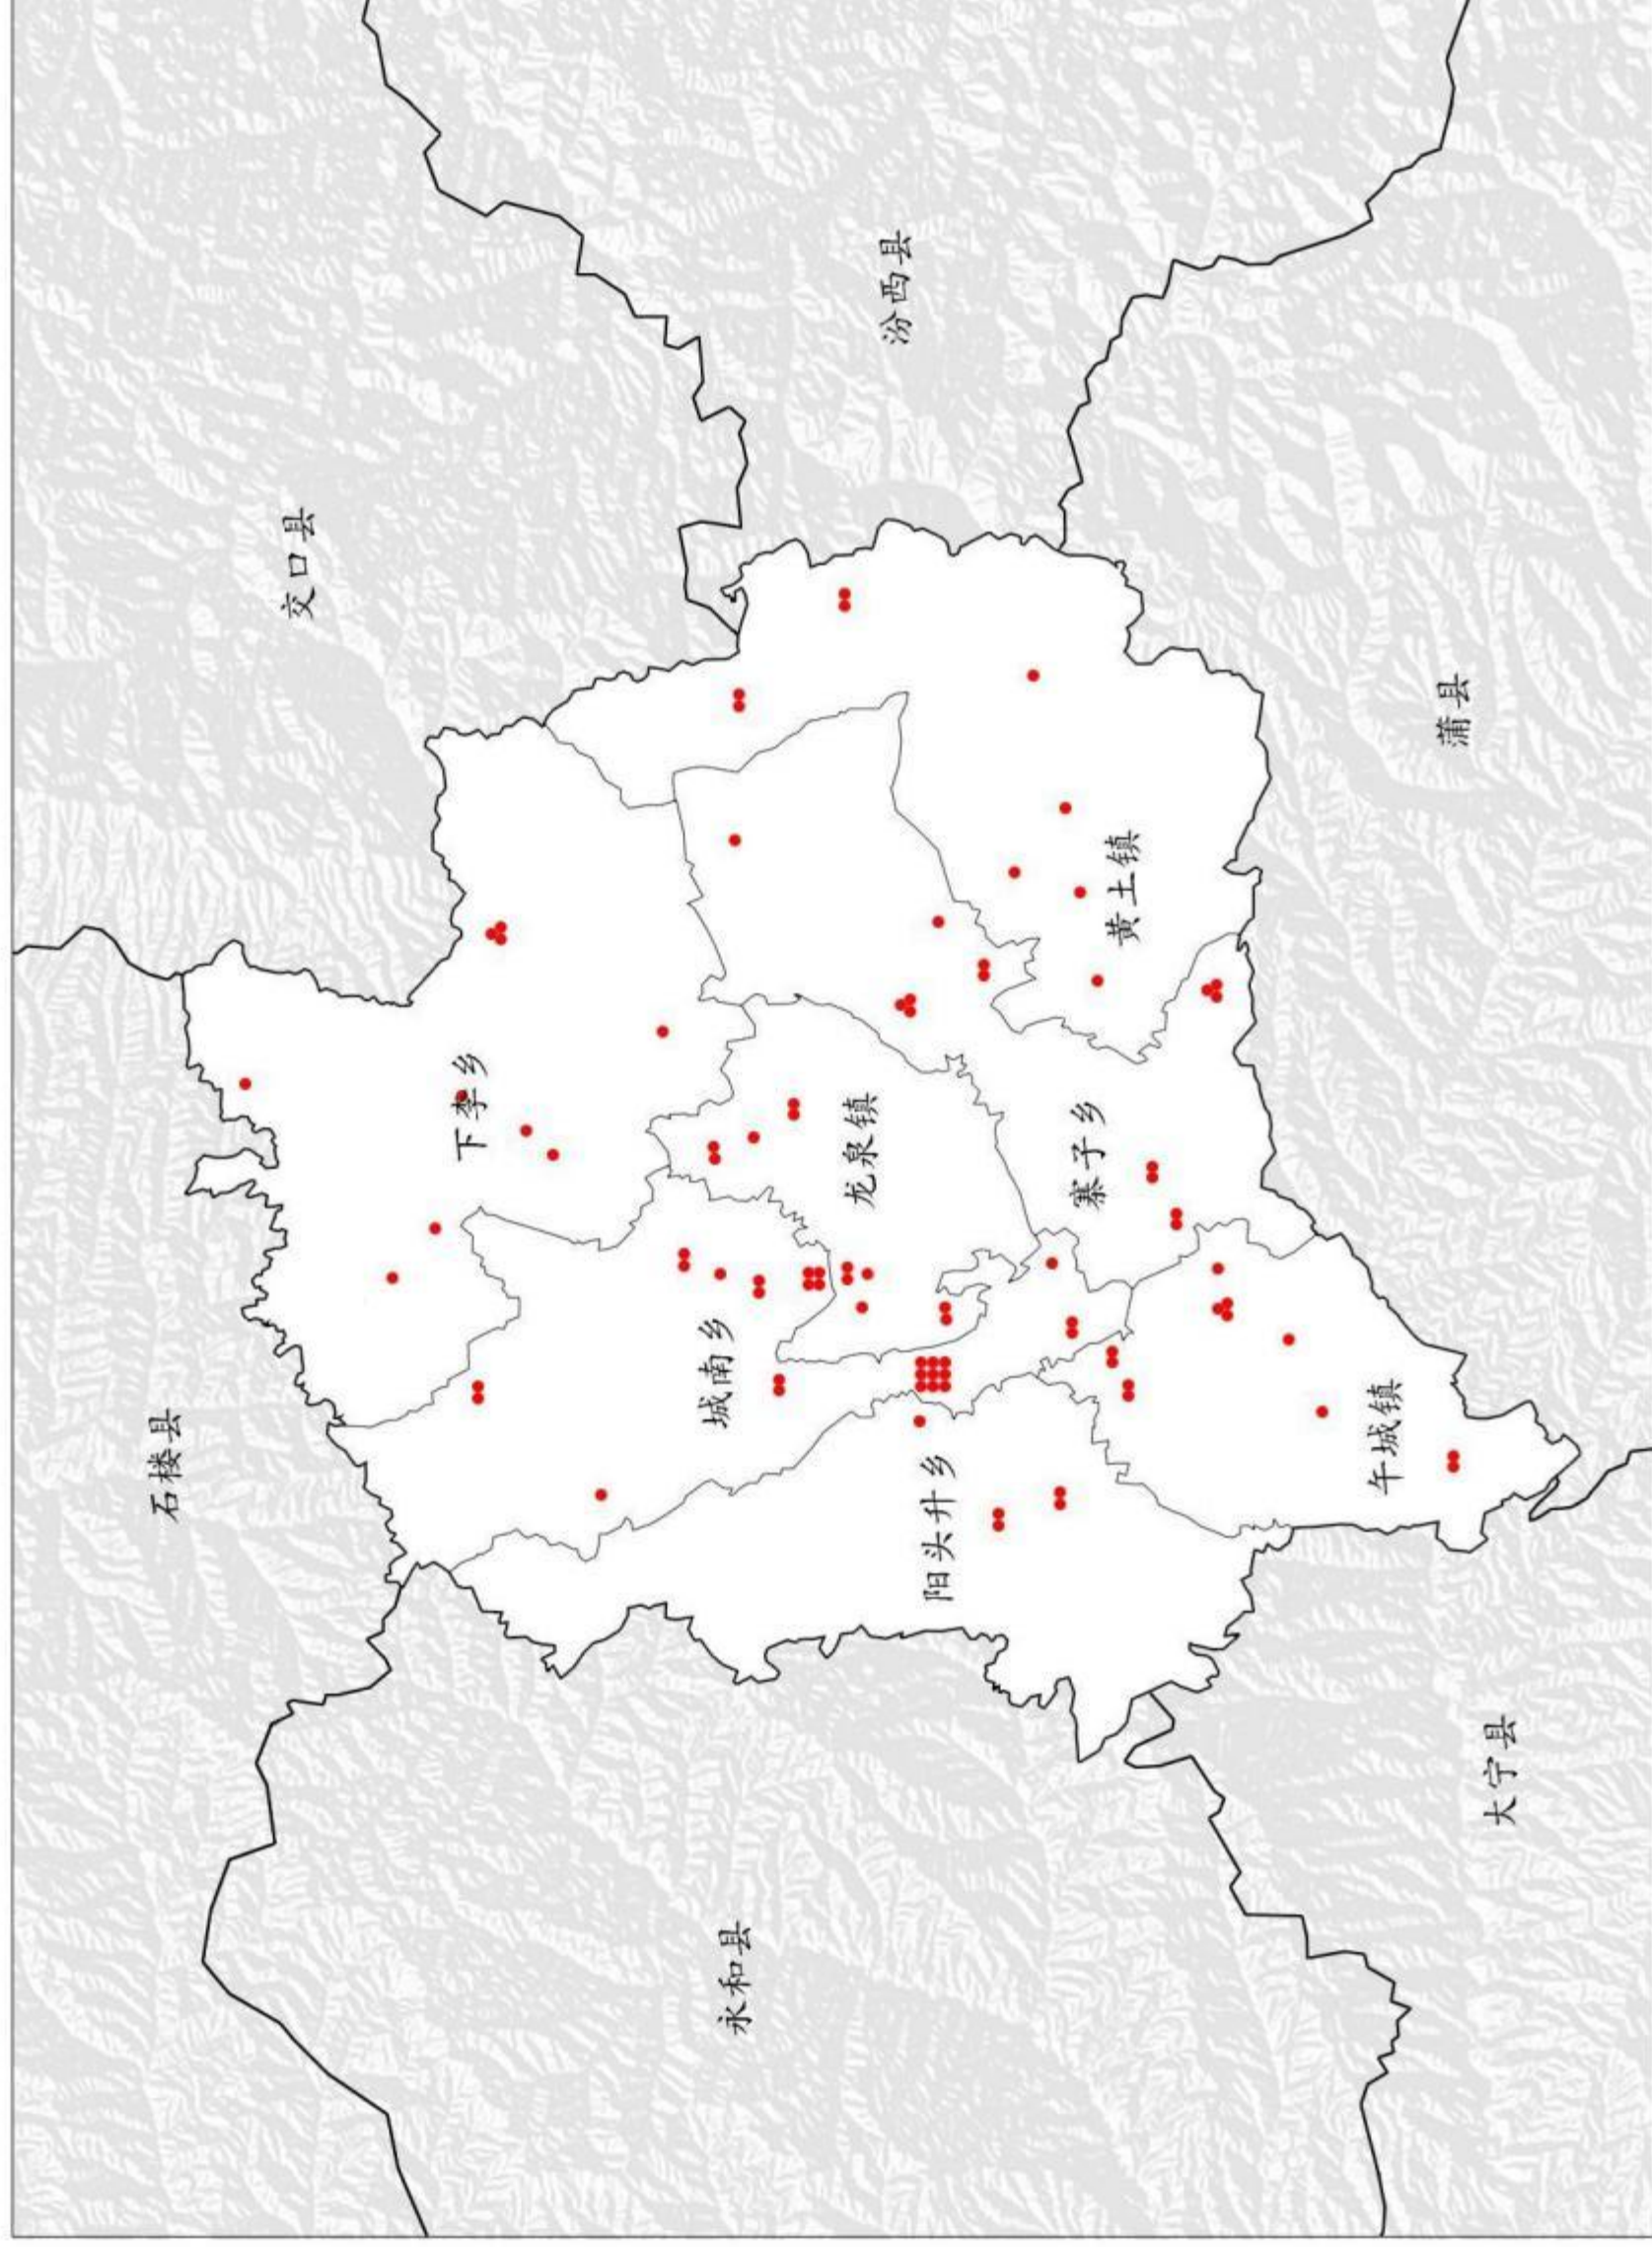 石楼县
交口县
下李乡
城南乡
永和县
龙泉镇
汾西县
阳头升乡
寨子乡
黄土镇
午城镇
蒲县
大宁县